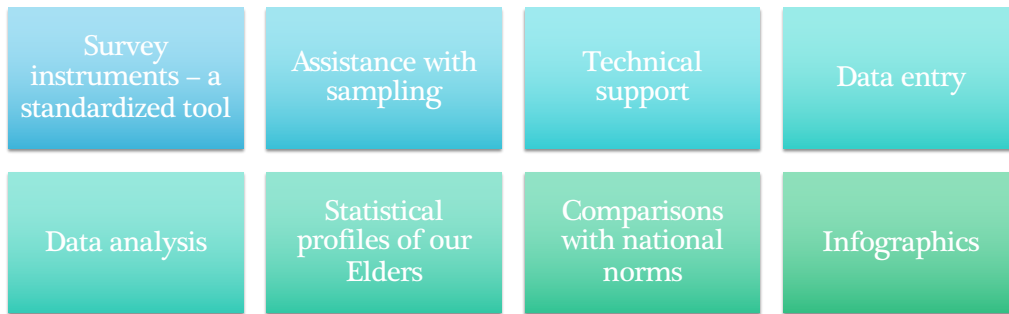 Survey
instruments – a
standardized tool
Assistance with
sampling
Technical
support
Data entry
Data analysis
Statistical
profiles of our
Elders
Comparisons
with national
norms
Infographics